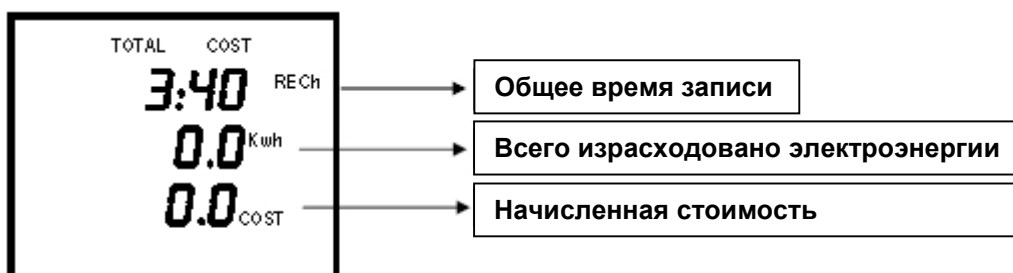 TOTAL COST
3:40 RECh
Общее время записи
0.0 Kwh
Всего израсходовано электроэнергии
0.0 COST
Начисленная стоимость